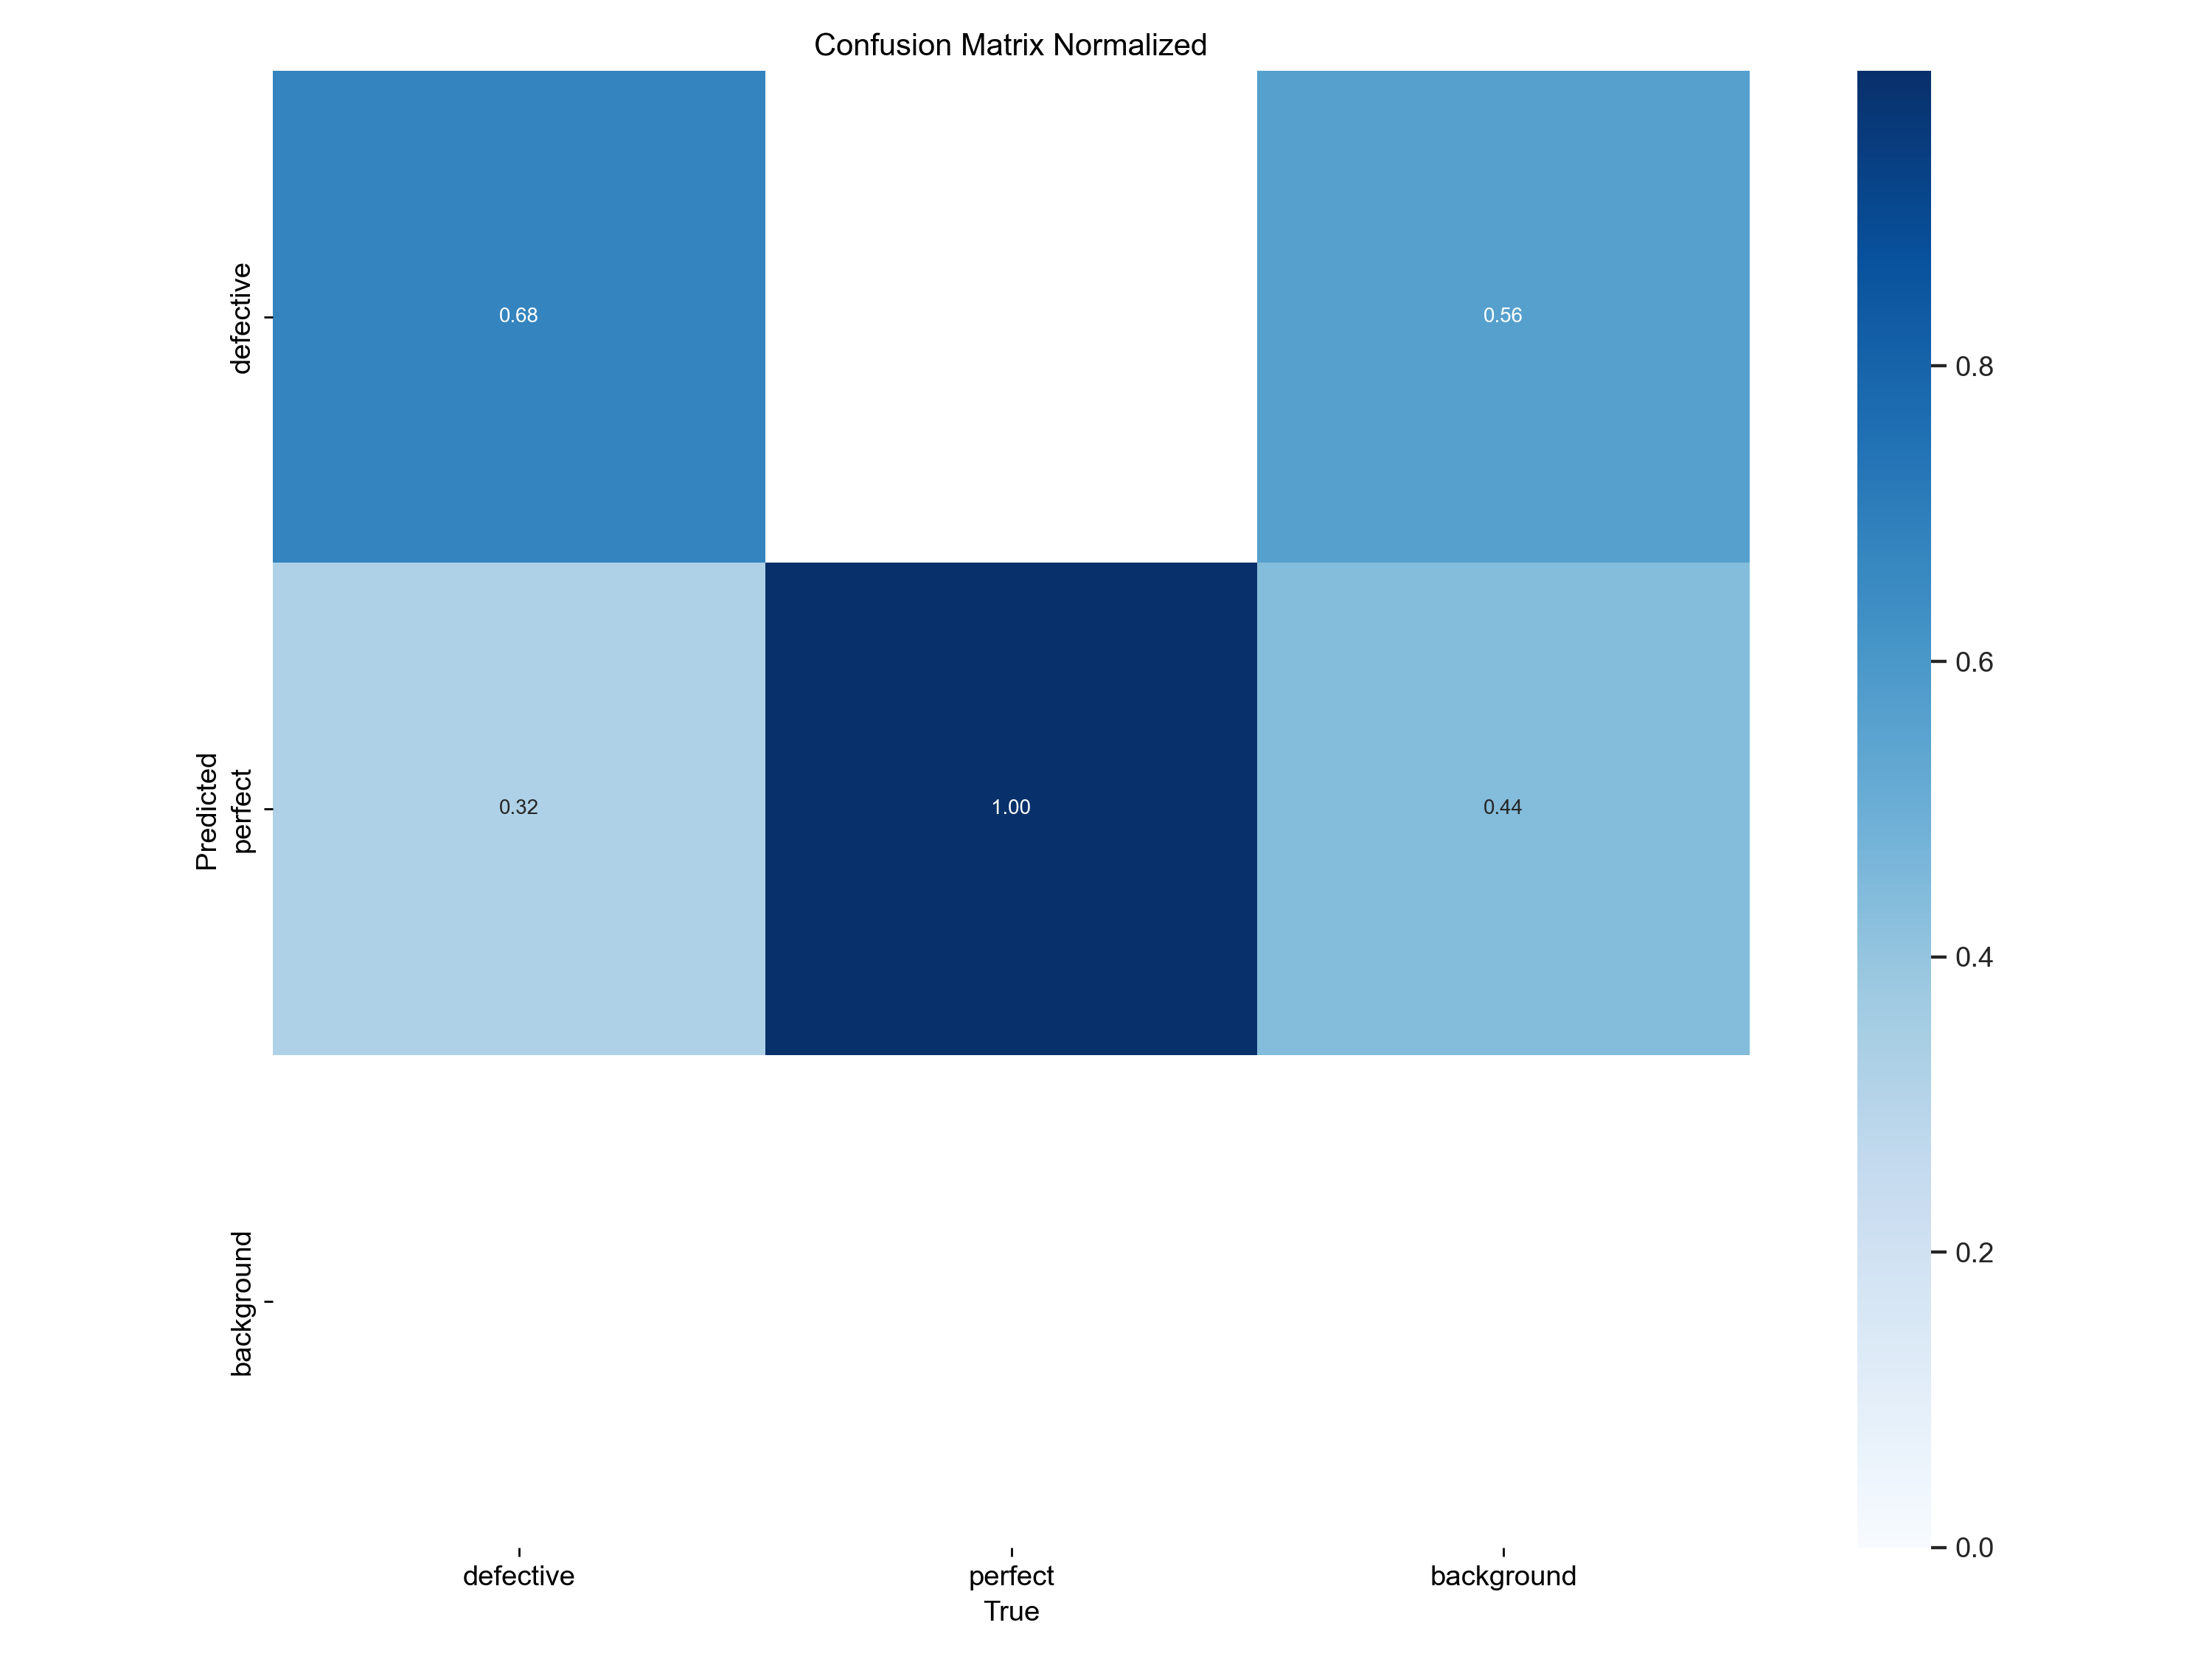 Confusion Matrix Normalized
defective
0.68
0.56
0.8
0.6
Predicted
perfect
0.32
1.00
0.44
0.4
background
0.2
0.0
defective
perfect
background
True